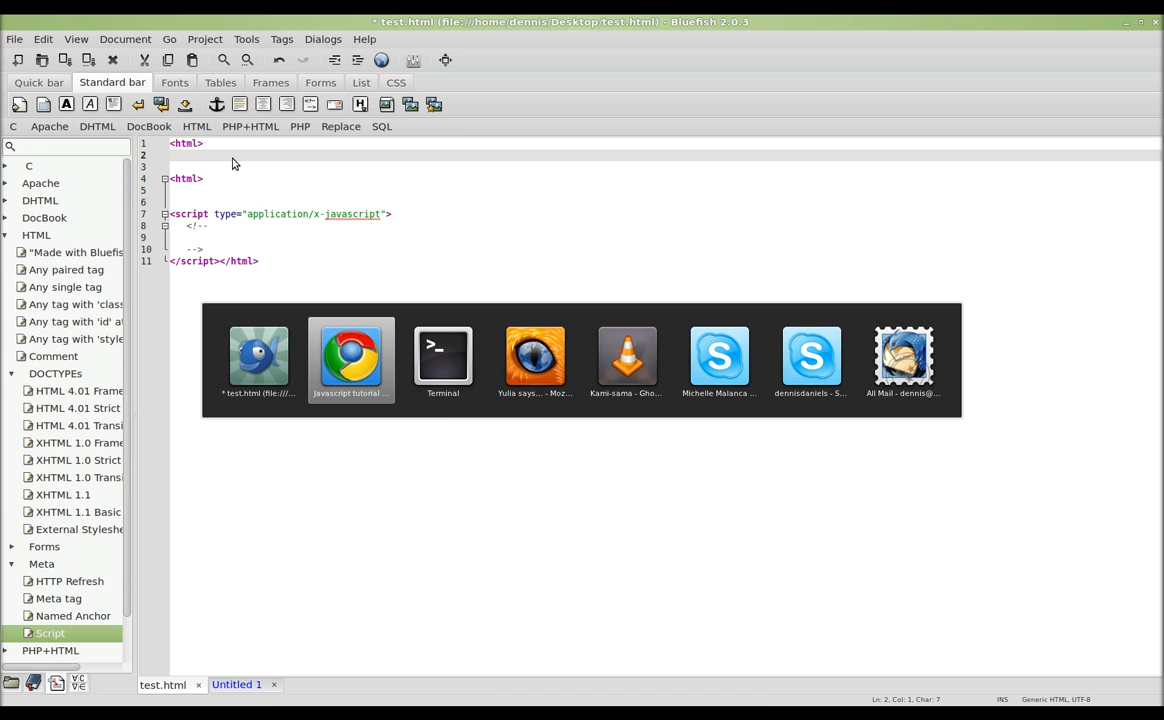 * test.html (file:///home/dennis/Desktop/test.html) - Bluefish 2.0.3
File Edit View Document Go Project Tools Tags Dialogs Help
Quick bar Standard bar Fonts Tables Frames Forms List CSS
C Apache DHTML DocBook HTML PHP+HTML PHP Replace SQL
C
Apache
DHTML
DocBook
HTML
"Made with Bluefis
Any paired tag
Any single tag
Any tag with 'class
Any tag with 'id' at
Any tag with 'style
Comment
DOCTYPEs
HTML 4.01 Frame
HTML 4.01 Strict
HTML 4.01 Transi
XHTML 1.0 Frame
XHTML 1.0 Strict
XHTML 1.0 Transi
XHTML 1.1
XHTML 1.1 Basic
External Styleshe
Forms
Meta
HTTP Refresh
Meta tag
Named Anchor
Script
PHP+HTML
1 <html>
2
3
4 <html>
5
6
7 <script type="application/x-javascript">
8 <!--
9
10 -->
11 </script></html>
* test.html (file:///... Javascript tutorial ... Terminal Yulia says... - Moz... Kami-sama - Gho... Michelle Malanca ... dennisdaniels - S... All Mail - dennis@...
test.html × Untitled 1 ×
Ln: 2, Col: 1, Char: 7 INS Generic HTML, UTF-8